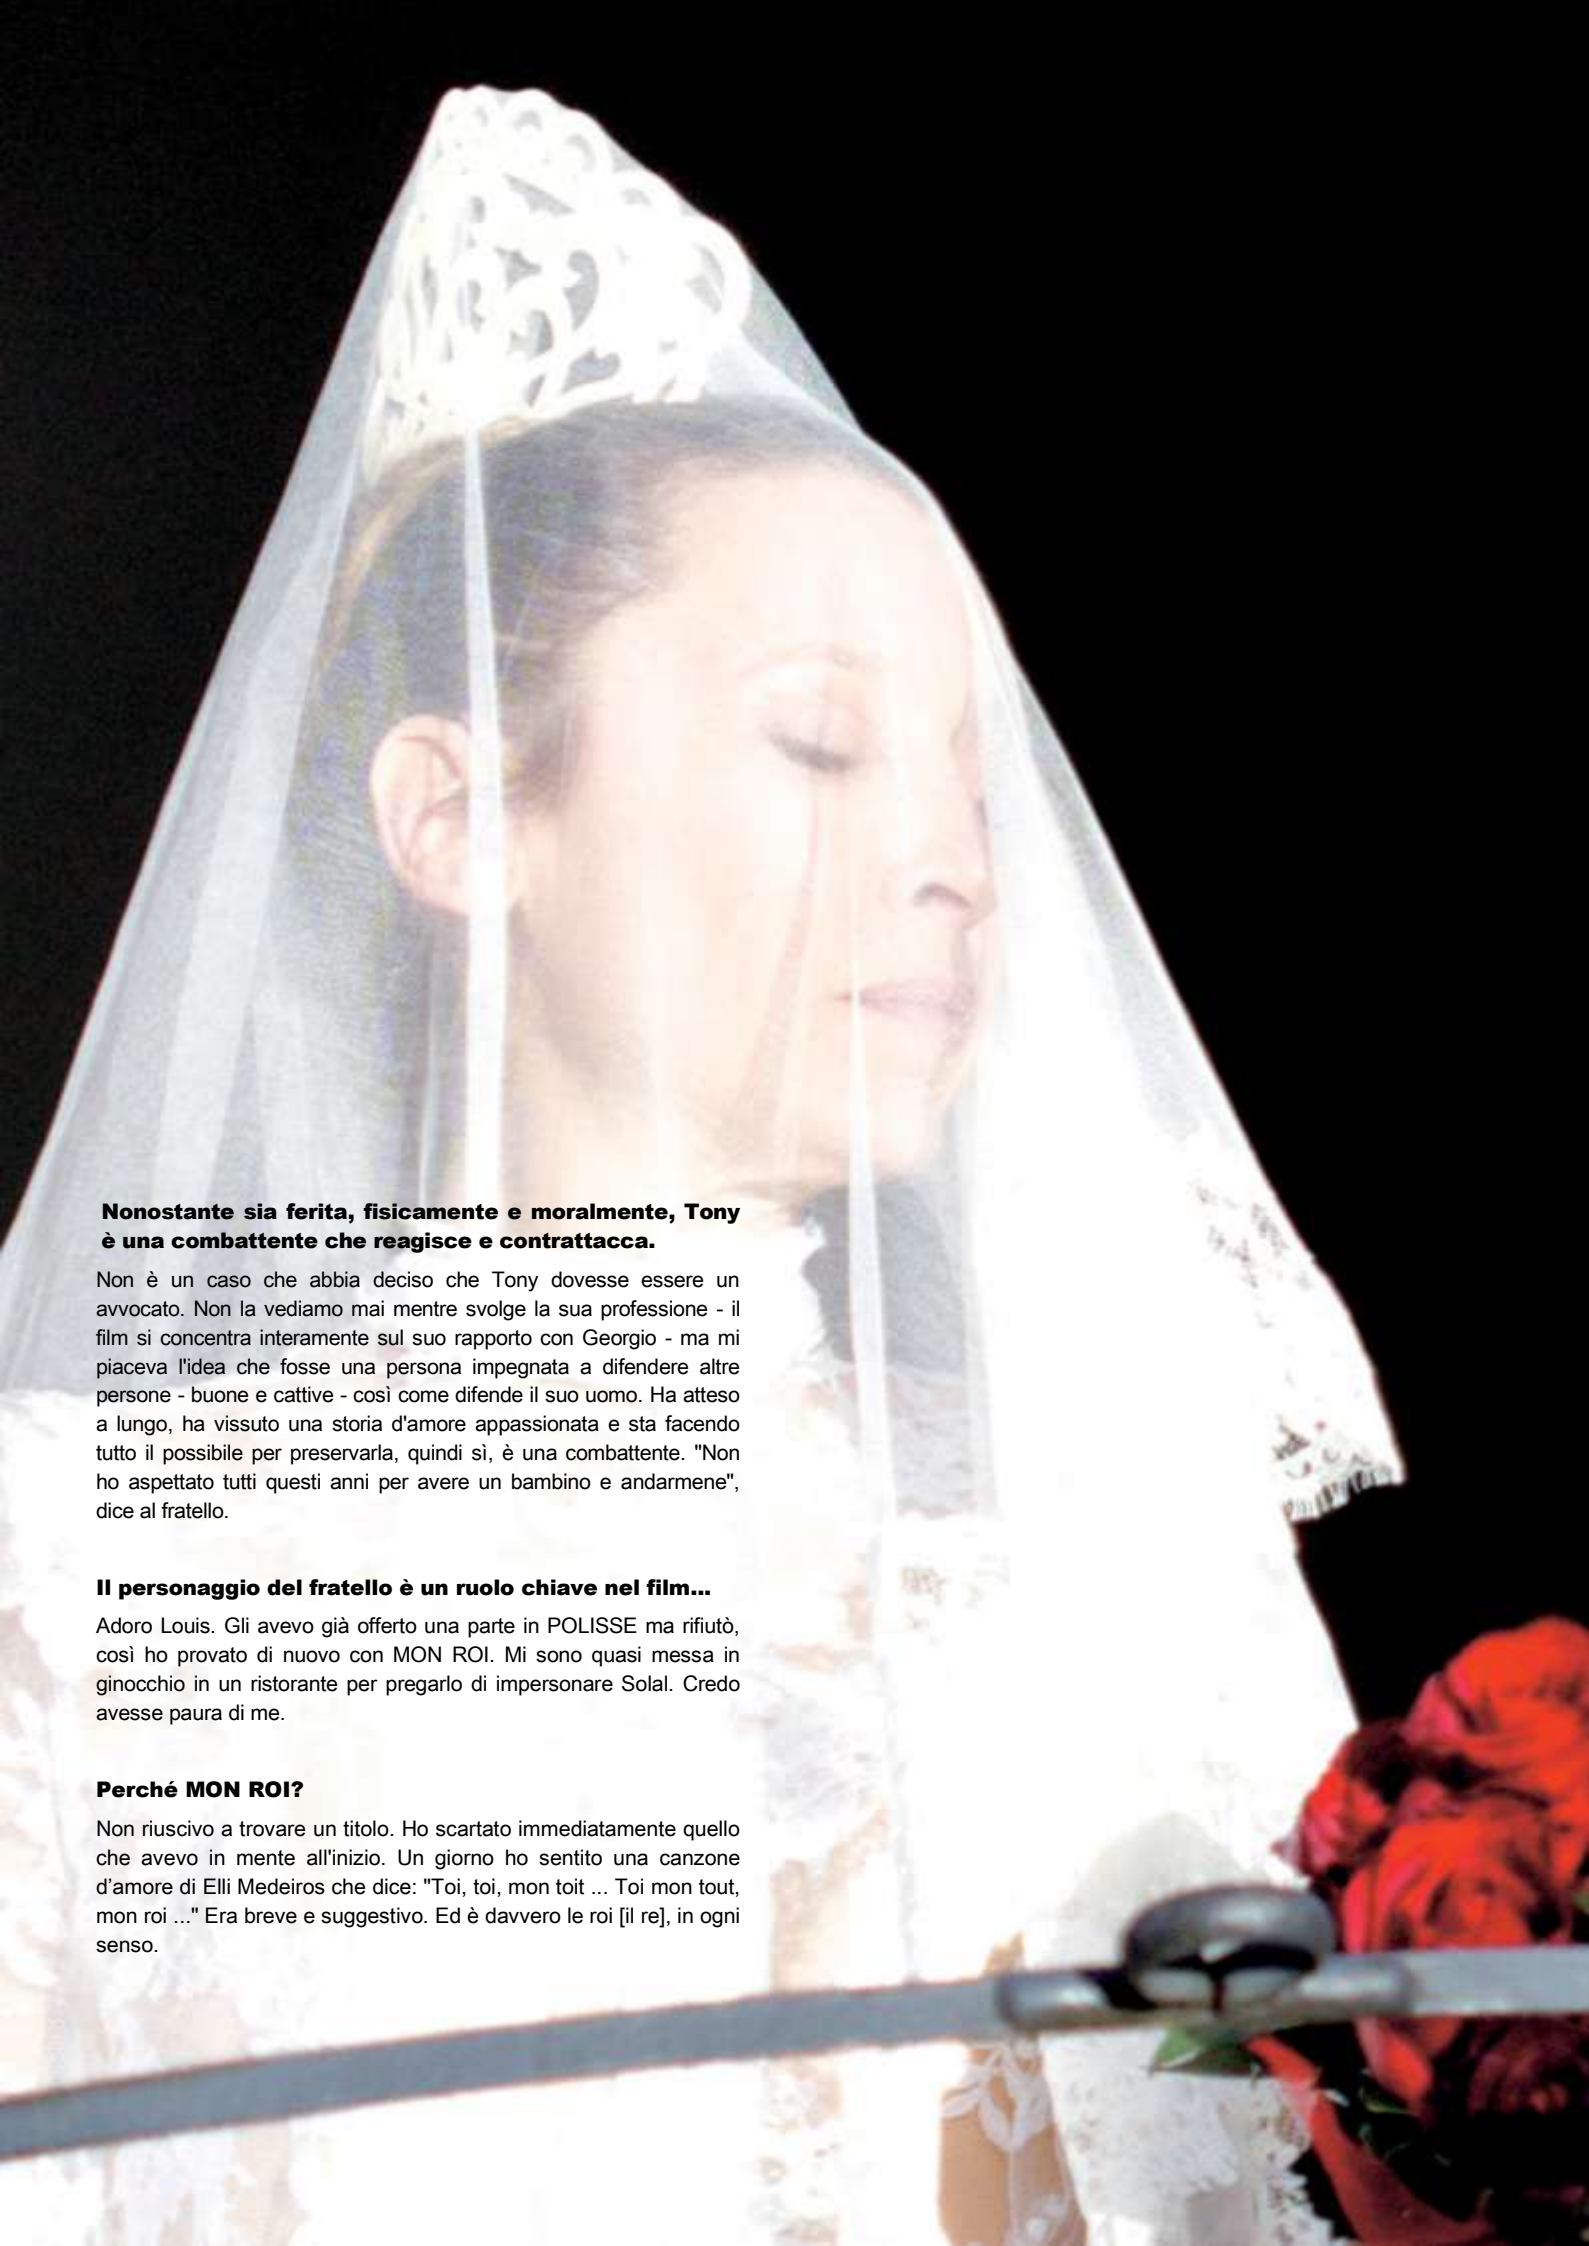 Nonostante sia ferita, fisicamente e moralmente, Tony
è una combattente che reagisce e contrattacca.
Non è un caso che abbia deciso che Tony dovesse essere un
avvocato. Non la vediamo mai mentre svolge la sua professione - il
film si concentra interamente sul suo rapporto con Georgio - ma mi
piaceva l'idea che fosse una persona impegnata a difendere altre
persone - buone e cattive - così come difende il suo uomo. Ha atteso
a lungo, ha vissuto una storia d'amore appassionata e sta facendo
tutto il possibile per preservarla, quindi sì, è una combattente. "Non
ho aspettato tutti questi anni per avere un bambino e andarmene",
dice al fratello.
Il personaggio del fratello è un ruolo chiave nel film...
Adoro Louis. Gli avevo già offerto una parte in POLISSE ma rifiutò,
così ho provato di nuovo con MON ROI. Mi sono quasi messa in
ginocchio in un ristorante per pregarlo di impersonare Solal. Credo
avesse paura di me.
Perché MON ROI?
Non riuscivo a trovare un titolo. Ho scartato immediatamente quello
che avevo in mente all'inizio. Un giorno ho sentito una canzone
d’amore di Elli Medeiros che dice: "Toi, toi, mon toit ... Toi mon tout,
mon roi ..." Era breve e suggestivo. Ed è davvero le roi [il re], in ogni
senso.